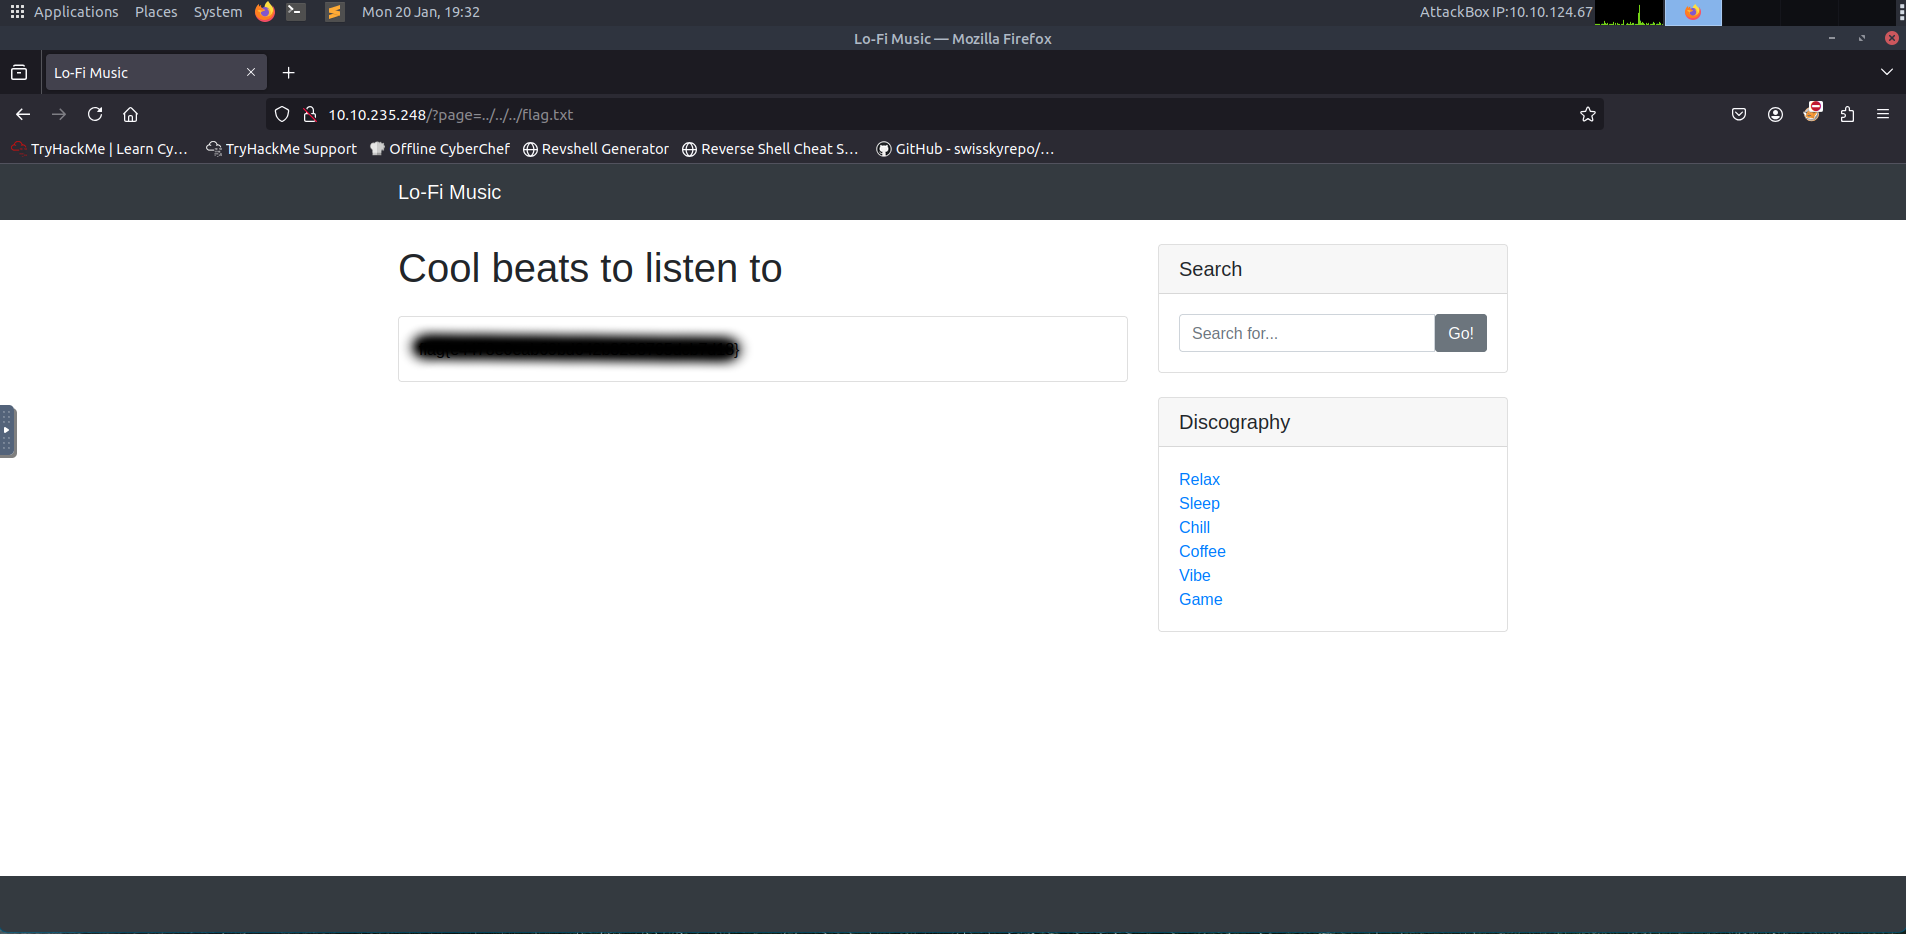 Applications Places System Mon 20 Jan, 19:32 AttackBox IP:10.10.124.67
Lo-Fi Music — Mozilla Firefox
Lo-Fi Music
10.10.235.248/?page=../../../flag.txt
TryHackMe | Learn Cy... TryHackMe Support Offline CyberChef Revshell Generator Reverse Shell Cheat S... GitHub - swisskyrepo/...
Lo-Fi Music
Cool beats to listen to
Search
Search for...
Go!
Discography
Relax
Sleep
Chill
Coffee
Vibe
Game